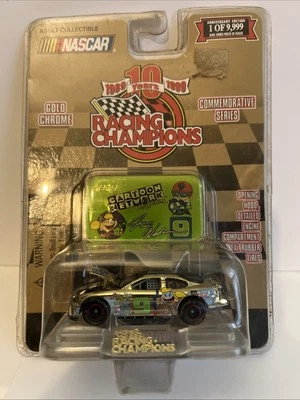 ADULT COLLECTIBLE
NASCAR
ANNIVERSARY EDITION
1 OF 9,999
1989 10 1999
Years
RACING
CHAMPIONS
GOLD
CHROME
COMMEMORATIVE
SERIES
CARTOON
NETWORK
9
OPENING
HOOD
DETAILED
ENGINE
COMPARTMENT
REAL RUBBER
TIRES
WARNING
9
RACING
CHAMPIONS